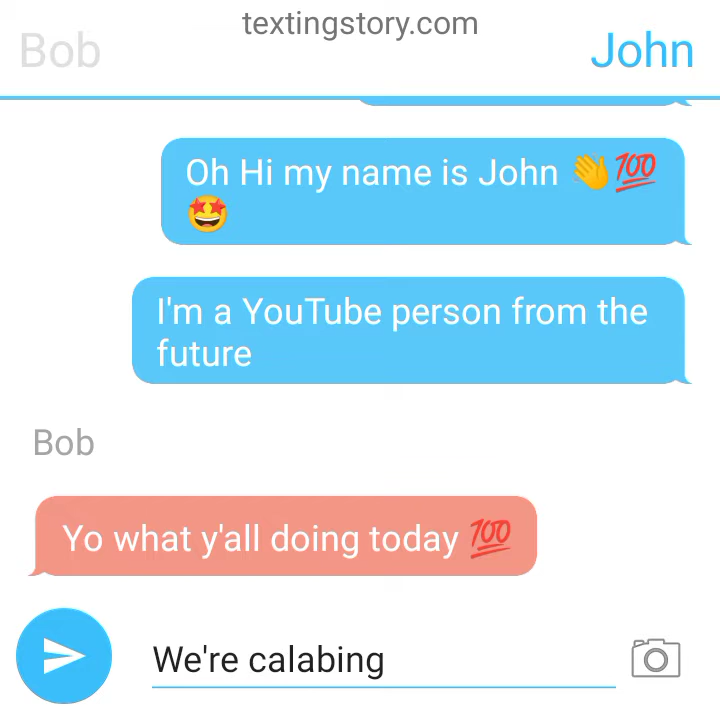 textingstory.com
Bob
John
Oh Hi my name is John 👋💯
🤩
I'm a YouTube person from the
future
Bob
Yo what y'all doing today 💯
We're calabing